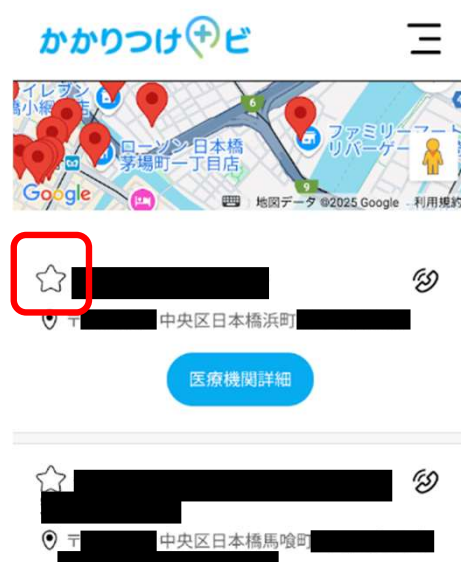 かかりつけナビ
イレブン
ローソン 日本橋
茅場町一丁目店
6
ファミリーマート
リバーゲー
9
Google
地図データ ©2025 Google
利用規約
〒
中央区日本橋浜町
医療機関詳細
〒
中央区日本橋馬喰町